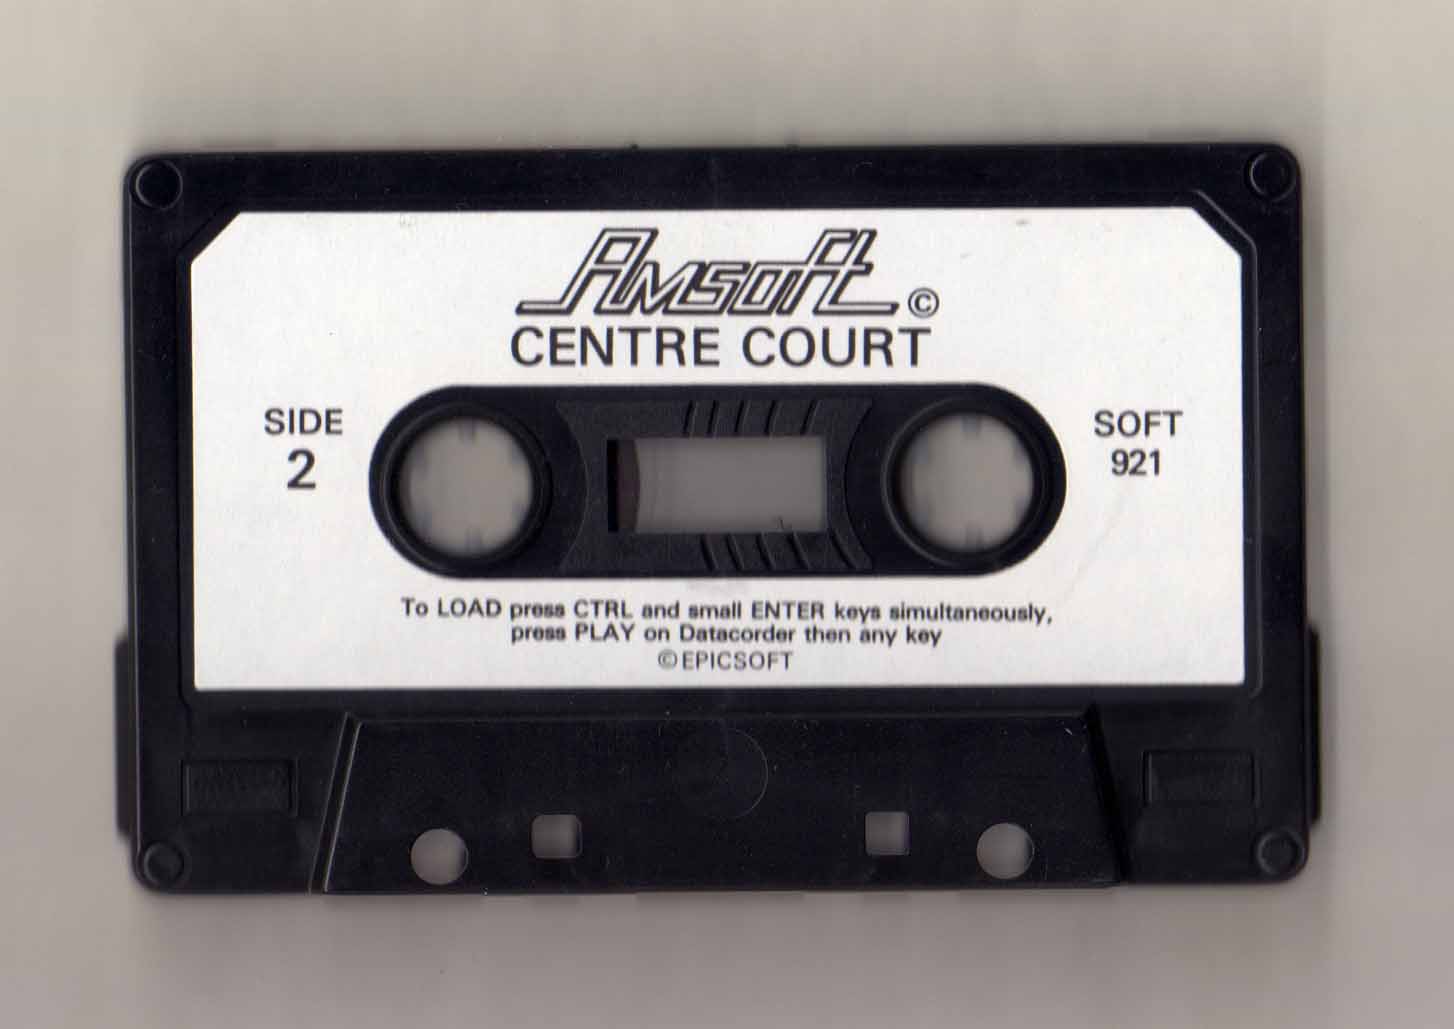 Amsoft ©
CENTRE COURT
SIDE
2
SOFT
921
To LOAD press CTRL and small ENTER keys simultaneously,
press PLAY on Datacorder then any key
© EPICSOFT